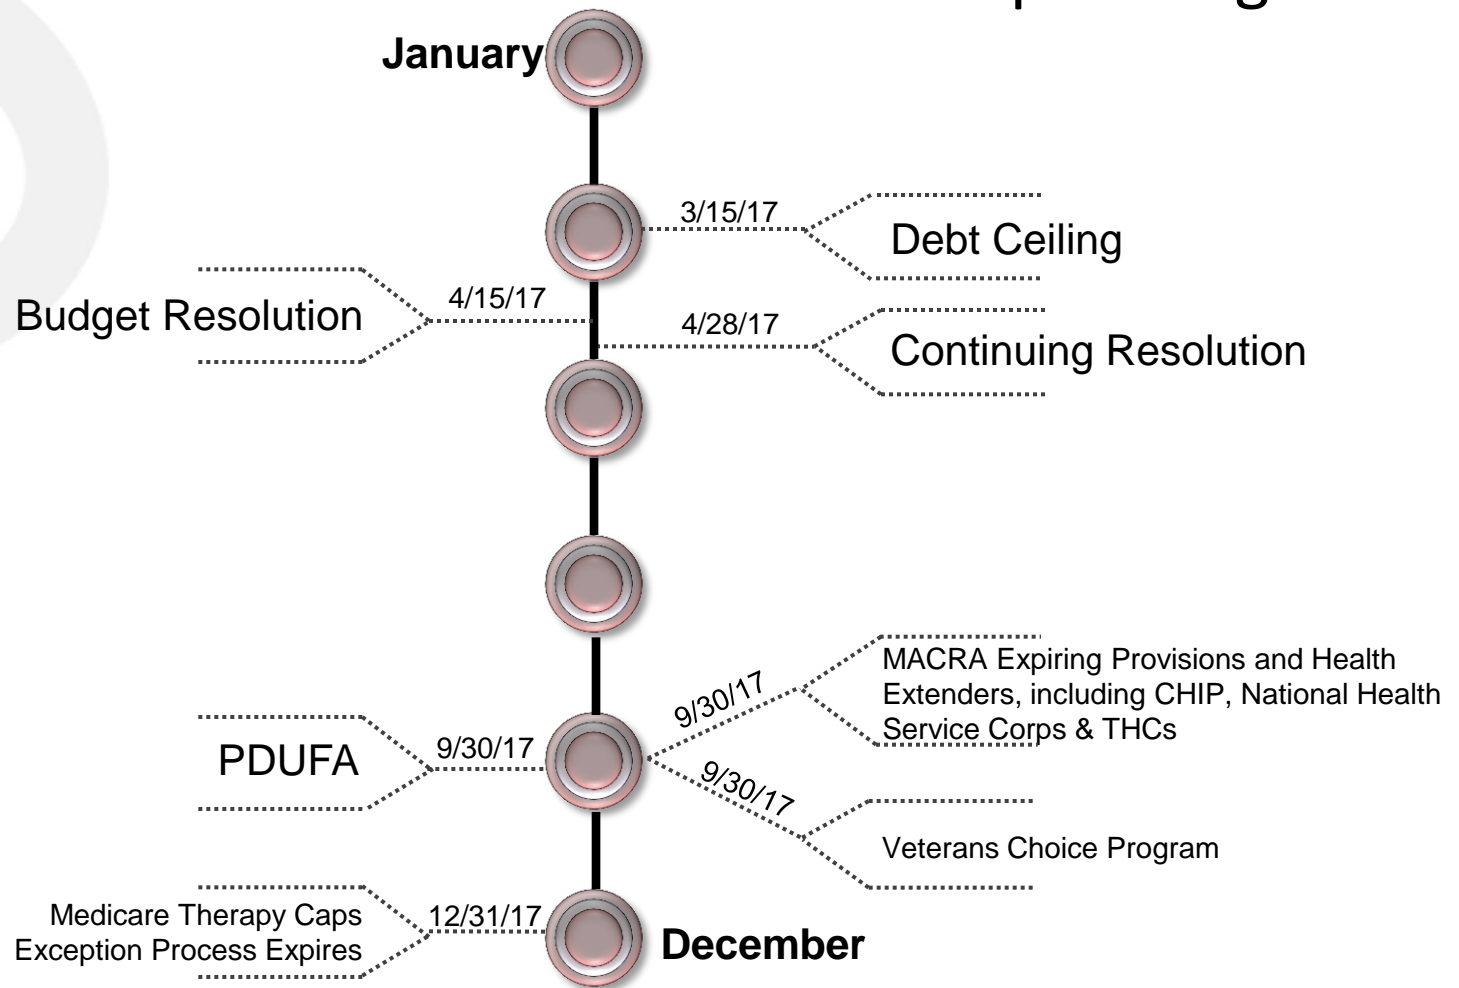 January
3/15/17
Debt Ceiling
4/15/17
Budget Resolution
4/28/17
Continuing Resolution
9/30/17
MACRA Expiring Provisions and Health
Extenders, including CHIP, National Health
Service Corps & THCs
9/30/17
PDUFA
9/30/17
Veterans Choice Program
12/31/17
Medicare Therapy Caps
Exception Process Expires
December